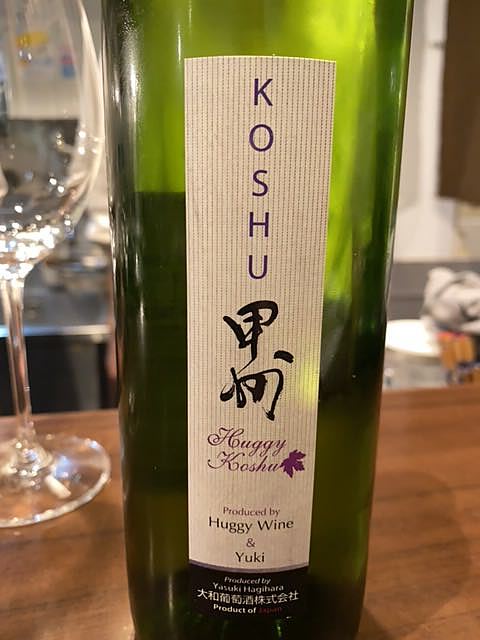 KOSHU
甲州
Huggy
Koshu
Produced by
Huggy Wine
&
Yuki
Produced by
Yasuki Hagihara
大和葡萄酒株式会社
Product of Japan